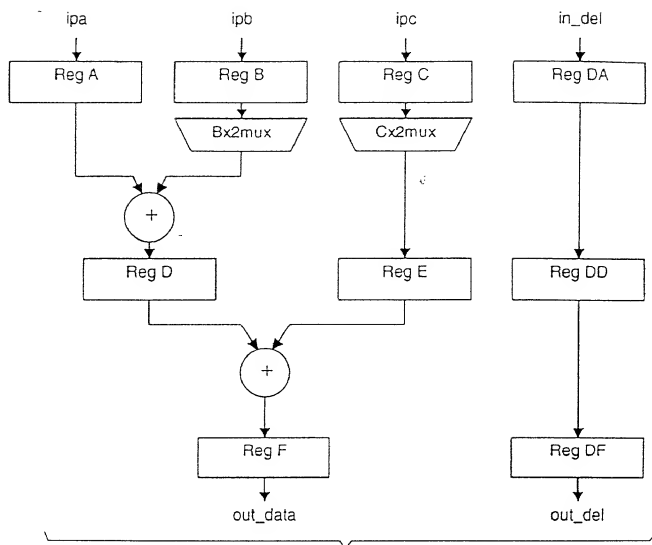 ipa ipb ipc in_del
Reg A Reg B Reg C Reg DA
Bx2mux Cx2mux
+
Reg D Reg E Reg DD
+
Reg F Reg DF
out_data out_del